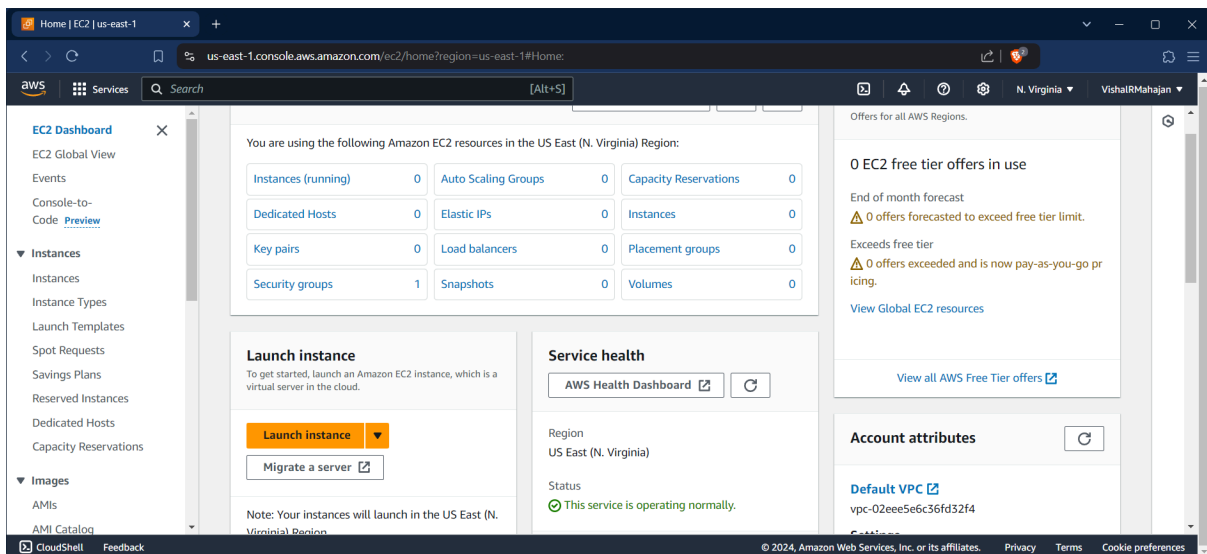 Home | EC2 | us-east-1
us-east-1.console.aws.amazon.com/ec2/home?region=us-east-1#Home:
2
aws
Services
Search
[Alt+S]
N. Virginia
VishalRMahajan
EC2 Dashboard
EC2 Global View
Events
Console-to-
Code Preview
Instances
Instances
Instance Types
Launch Templates
Spot Requests
Savings Plans
Reserved Instances
Dedicated Hosts
Capacity Reservations
Images
AMIs
AMI Catalog
You are using the following Amazon EC2 resources in the US East (N. Virginia) Region:
Instances (running) 0 Auto Scaling Groups 0 Capacity Reservations 0
Dedicated Hosts 0 Elastic IPs 0 Instances 0
Key pairs 0 Load balancers 0 Placement groups 0
Security groups 1 Snapshots 0 Volumes 0
Launch instance
To get started, launch an Amazon EC2 instance, which is a
virtual server in the cloud.
Launch instance
Migrate a server
Note: Your instances will launch in the US East (N.
Virginia) Region
Service health
AWS Health Dashboard
Region
US East (N. Virginia)
Status
This service is operating normally.
Offers for all AWS Regions.
0 EC2 free tier offers in use
End of month forecast
0 offers forecasted to exceed free tier limit.
Exceeds free tier
0 offers exceeded and is now pay-as-you-go pr
icing.
View Global EC2 resources
View all AWS Free Tier offers
Account attributes
Default VPC
vpc-02eee5e6c36fd32f4
Settings
CloudShell Feedback
© 2024, Amazon Web Services, Inc. or its affiliates. Privacy Terms Cookie preferences